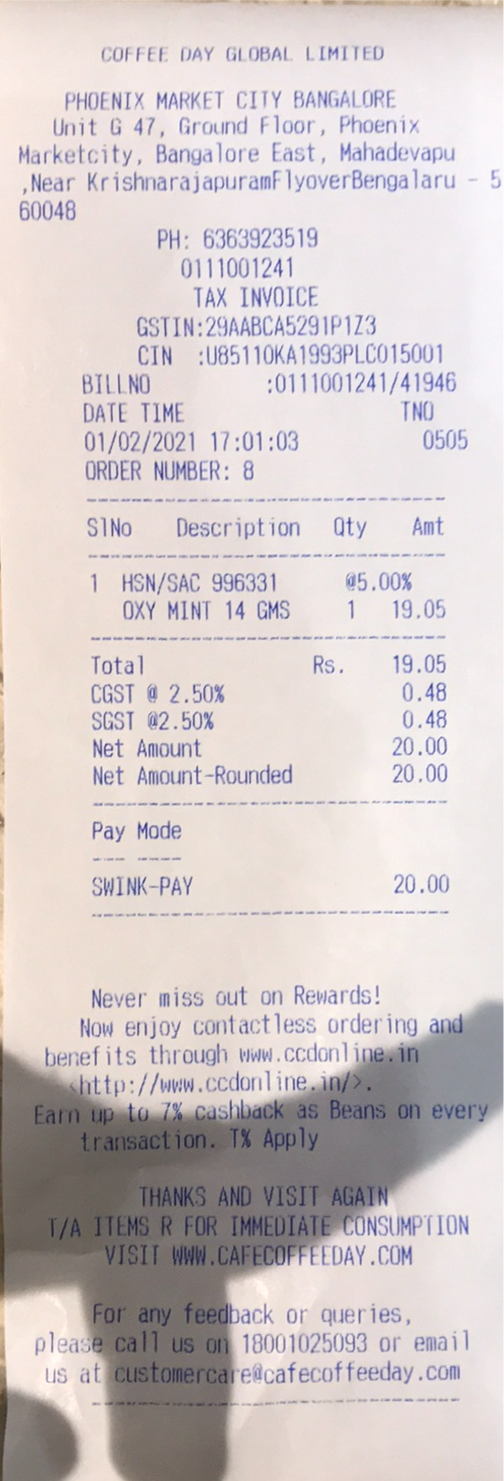 COFFEE DAY GLOBAL LIMITED
PHOENIX MARKET CITY BANGALORE
Unit G 47, Ground Floor, Phoenix
Marketcity, Bangalore East, Mahadevapu
,Near KrishnarajapuramFlyoverBengalaru - 5
60048
PH: 6363923519
0111001241
TAX INVOICE
GSTIN:29AABCA5291P1Z3
CIN :U85110KA1993PLC015001
BILLNO :0111001241/41946
DATE TIME TNO
01/02/2021 17:01:03 0505
ORDER NUMBER: 8
SlNo Description Qty Amt
1 HSN/SAC 996331 @5.00%
OXY MINT 14 GMS 1 19.05
Total Rs. 19.05
CGST @ 2.50% 0.48
SGST @2.50% 0.48
Net Amount 20.00
Net Amount-Rounded 20.00
Pay Mode
SWINK-PAY 20.00
Never miss out on Rewards!
Now enjoy contactless ordering and
benefits through www.ccdonline.in
<http://www.ccdonline.in/>.
Earn up to 7% cashback as Beans on every
transaction. T% Apply
THANKS AND VISIT AGAIN
T/A ITEMS R FOR IMMEDIATE CONSUMPTION
VISIT WWW.CAFECOFFEEDAY.COM
For any feedback or queries,
please call us on 18001025093 or email
us at customercare@cafecoffeeday.com